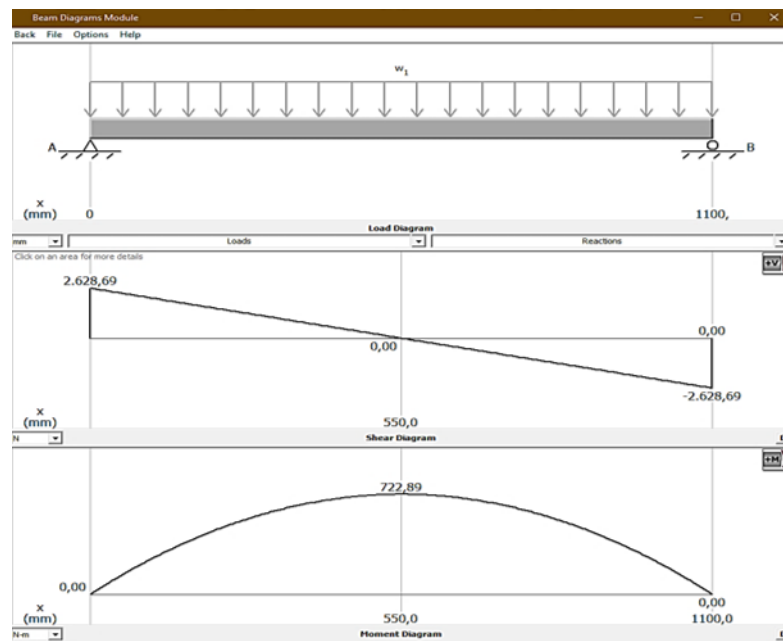 Beam Diagrams Module
Back File Options Help
w1
A
B
x
(mm)
0
1100,
Load Diagram
mm
Loads
Reactions
Click on an area for more details
+V
2.628,69
0,00
0,00
-2.628,69
x
(mm)
550,0
N
Shear Diagram
+M
722,89
0,00
0,00
x
(mm)
550,0
1100,0
N-m
Moment Diagram